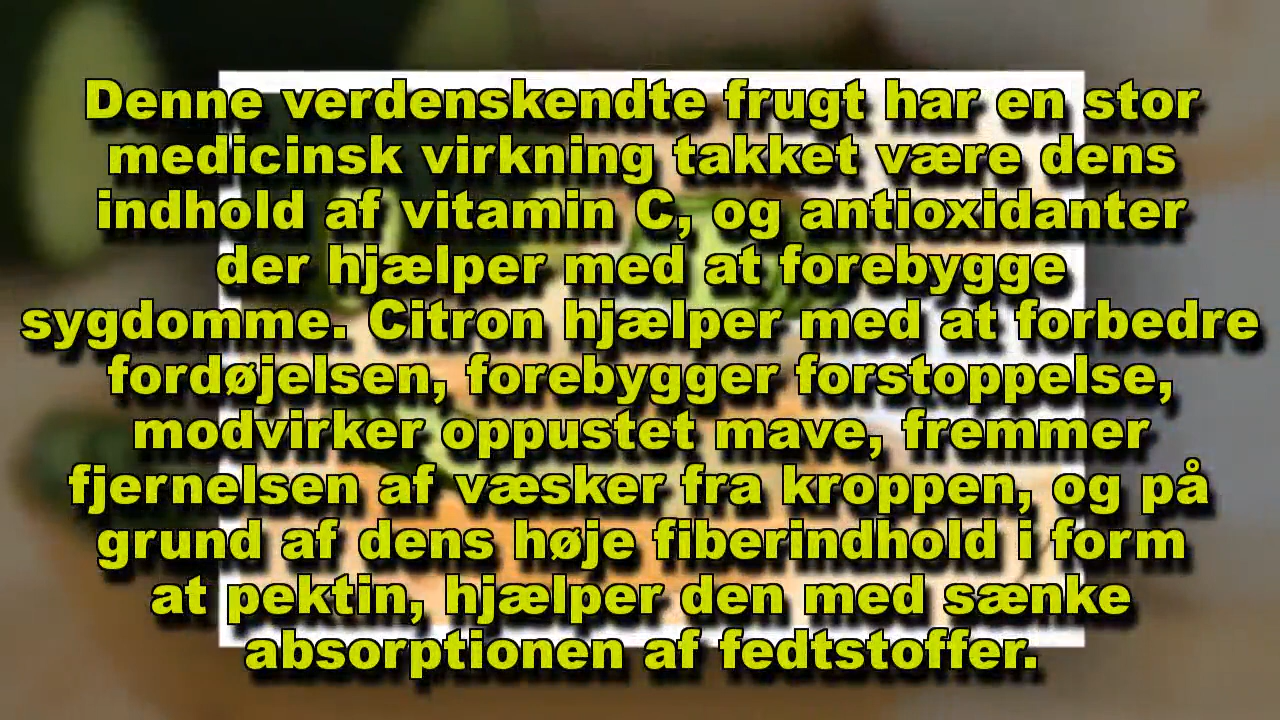 Denne verdenskendte frugt har en stor
medicinsk virkning takket være dens
indhold af vitamin C, og antioxidanter
der hjælper med at forebygge
sygdomme. Citron hjælper med at forbedre
fordøjelsen, forebygger forstoppelse,
modvirker oppustet mave, fremmer
fjernelsen af væsker fra kroppen, og på
grund af dens høje fiberindhold i form
at pektin, hjælper den med sænke
absorptionen af fedtstoffer.